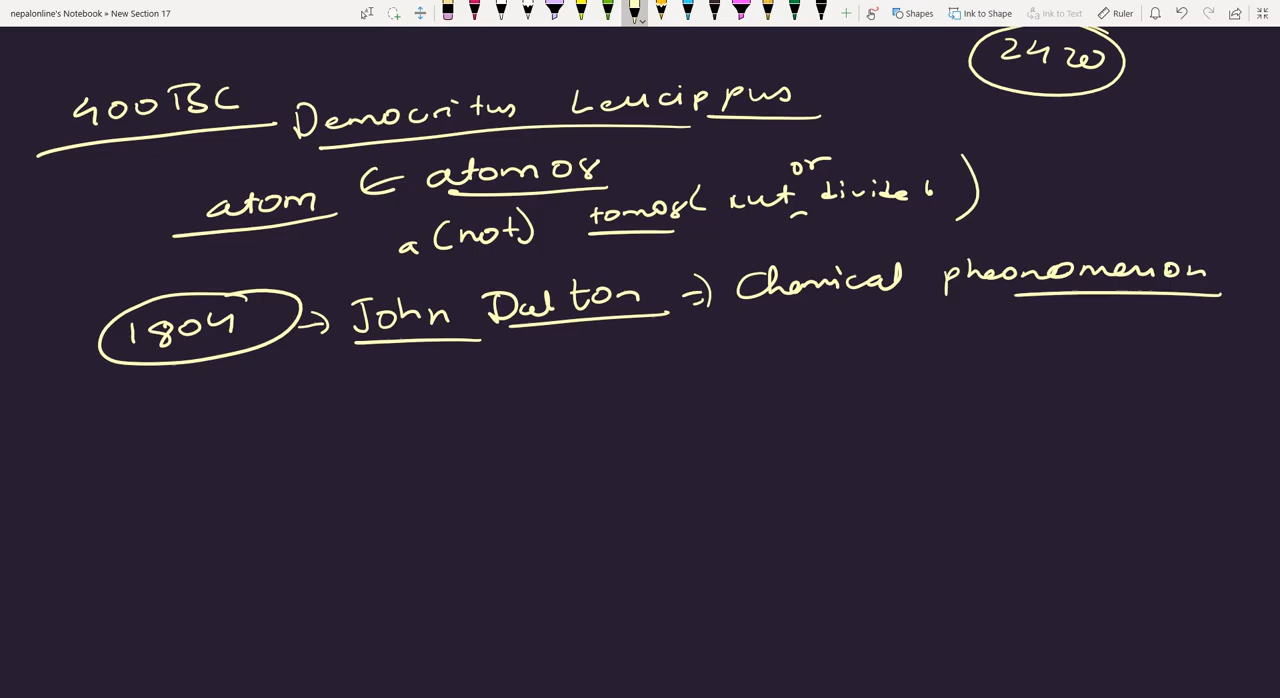 nepalonline's Notebook » New Section 17
Shapes Ink to Shape Ink to Text Ruler
2420
400 BC Democritus Leucippus
atom ← atomos
or
a (not) tomos ( cut divide )
1804 → John Dalton ⇒ Chemical pheonomenon